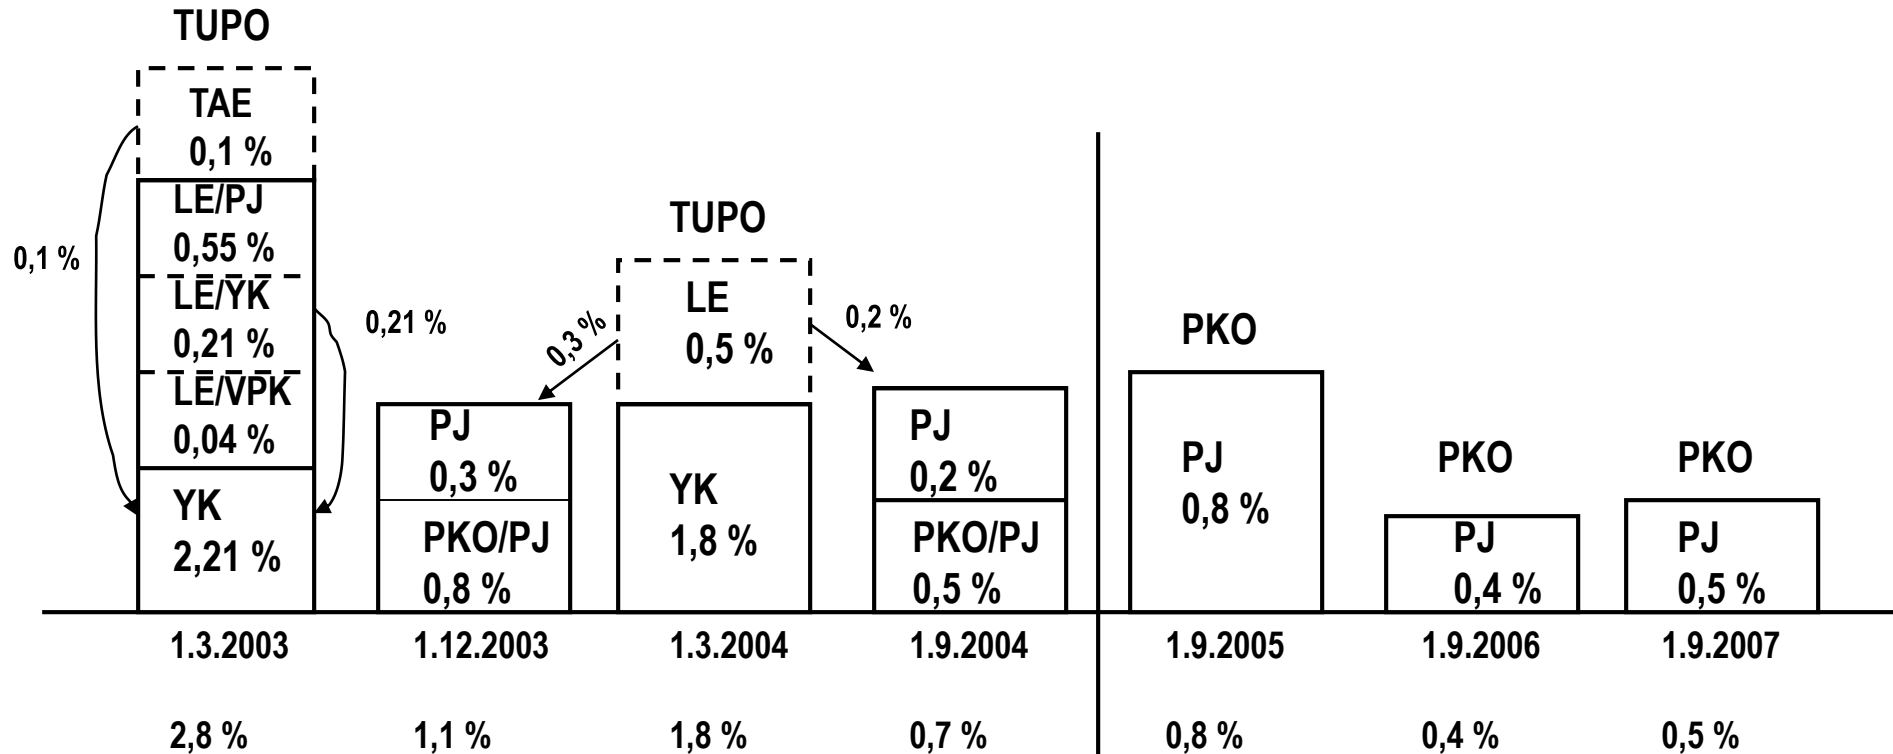 TUPO
TAE
0,1 %
LE/PJ
0,55 %
LE/YK
0,21 %
LE/VPK
0,04 %
YK
2,21 %
0,1 %
0,21 %
PJ
0,3 %
PKO/PJ
0,8 %
0,3 %
TUPO
LE
0,5 %
YK
1,8 %
0,2 %
PJ
0,2 %
PKO/PJ
0,5 %
PKO
PJ
0,8 %
PKO
PJ
0,4 %
PKO
PJ
0,5 %
1.3.2003 1.12.2003 1.3.2004 1.9.2004 1.9.2005 1.9.2006 1.9.2007
2,8 % 1,1 % 1,8 % 0,7 % 0,8 % 0,4 % 0,5 %